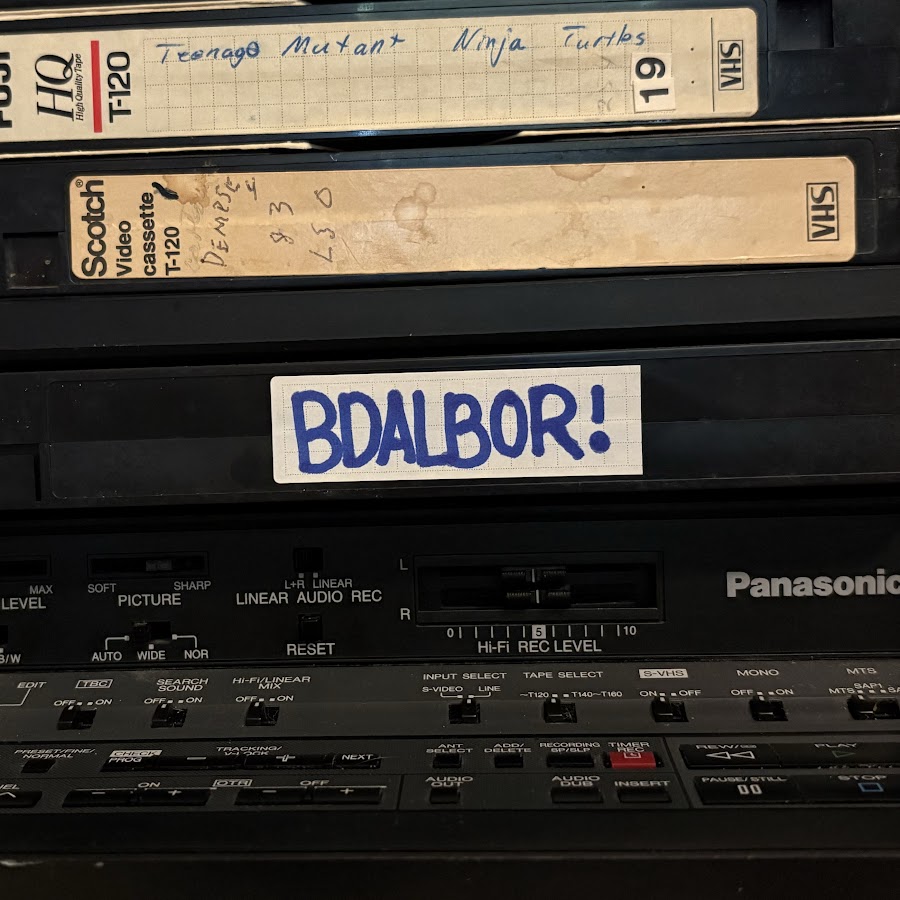 FUJI
HQ
High Quality Tape
T-120
Teenage Mutant Ninja Turtles
19
VHS
Scotch®
Video
cassette
T-120
VHS
BDALBOR!
MAX
LEVEL
SOFT SHARP
PICTURE
L+R LINEAR
LINEAR AUDIO REC
L
R
0 5 10
Hi-Fi REC LEVEL
Panasonic
B/W
AUTO WIDE NOR
RESET
EDIT
TBC
OFF ON
SEARCH
SOUND
OFF ON
Hi-Fi/LINEAR
MIX
OFF ON
INPUT SELECT
S-VIDEO LINE
TAPE SELECT
~T120 T140~T160
S-VHS
ON OFF
MONO
OFF ON
MTS
MTS SAP1
PRESET/FINE/
NORMAL
CHECK
PROG
TRACKING/
V-LOCK
− + NEXT
ANT
SELECT
ADD/
DELETE
RECORDING
SP/SLP
TIMER
REC
REW
PLAY
ON OTR OFF
− + − +
AUDIO
OUT
AUDIO
DUB
INSERT
PAUSE/STILL
STOP